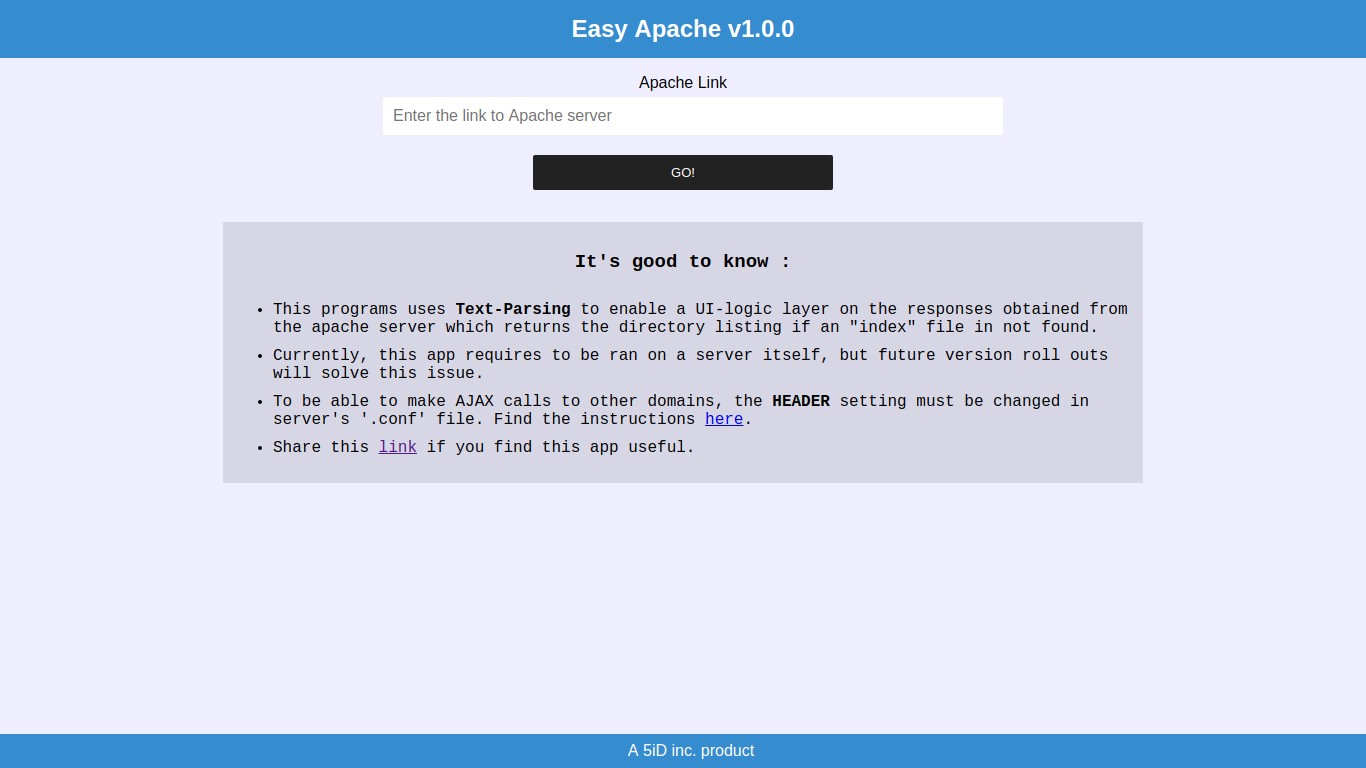 Easy Apache v1.0.0
Apache Link
Enter the link to Apache server
GO!
It's good to know :
This programs uses Text-Parsing to enable a UI-logic layer on the responses obtained from
the apache server which returns the directory listing if an "index" file in not found.
Currently, this app requires to be ran on a server itself, but future version roll outs
will solve this issue.
To be able to make AJAX calls to other domains, the HEADER setting must be changed in
server's '.conf' file. Find the instructions here.
Share this link if you find this app useful.
A 5iD inc. product